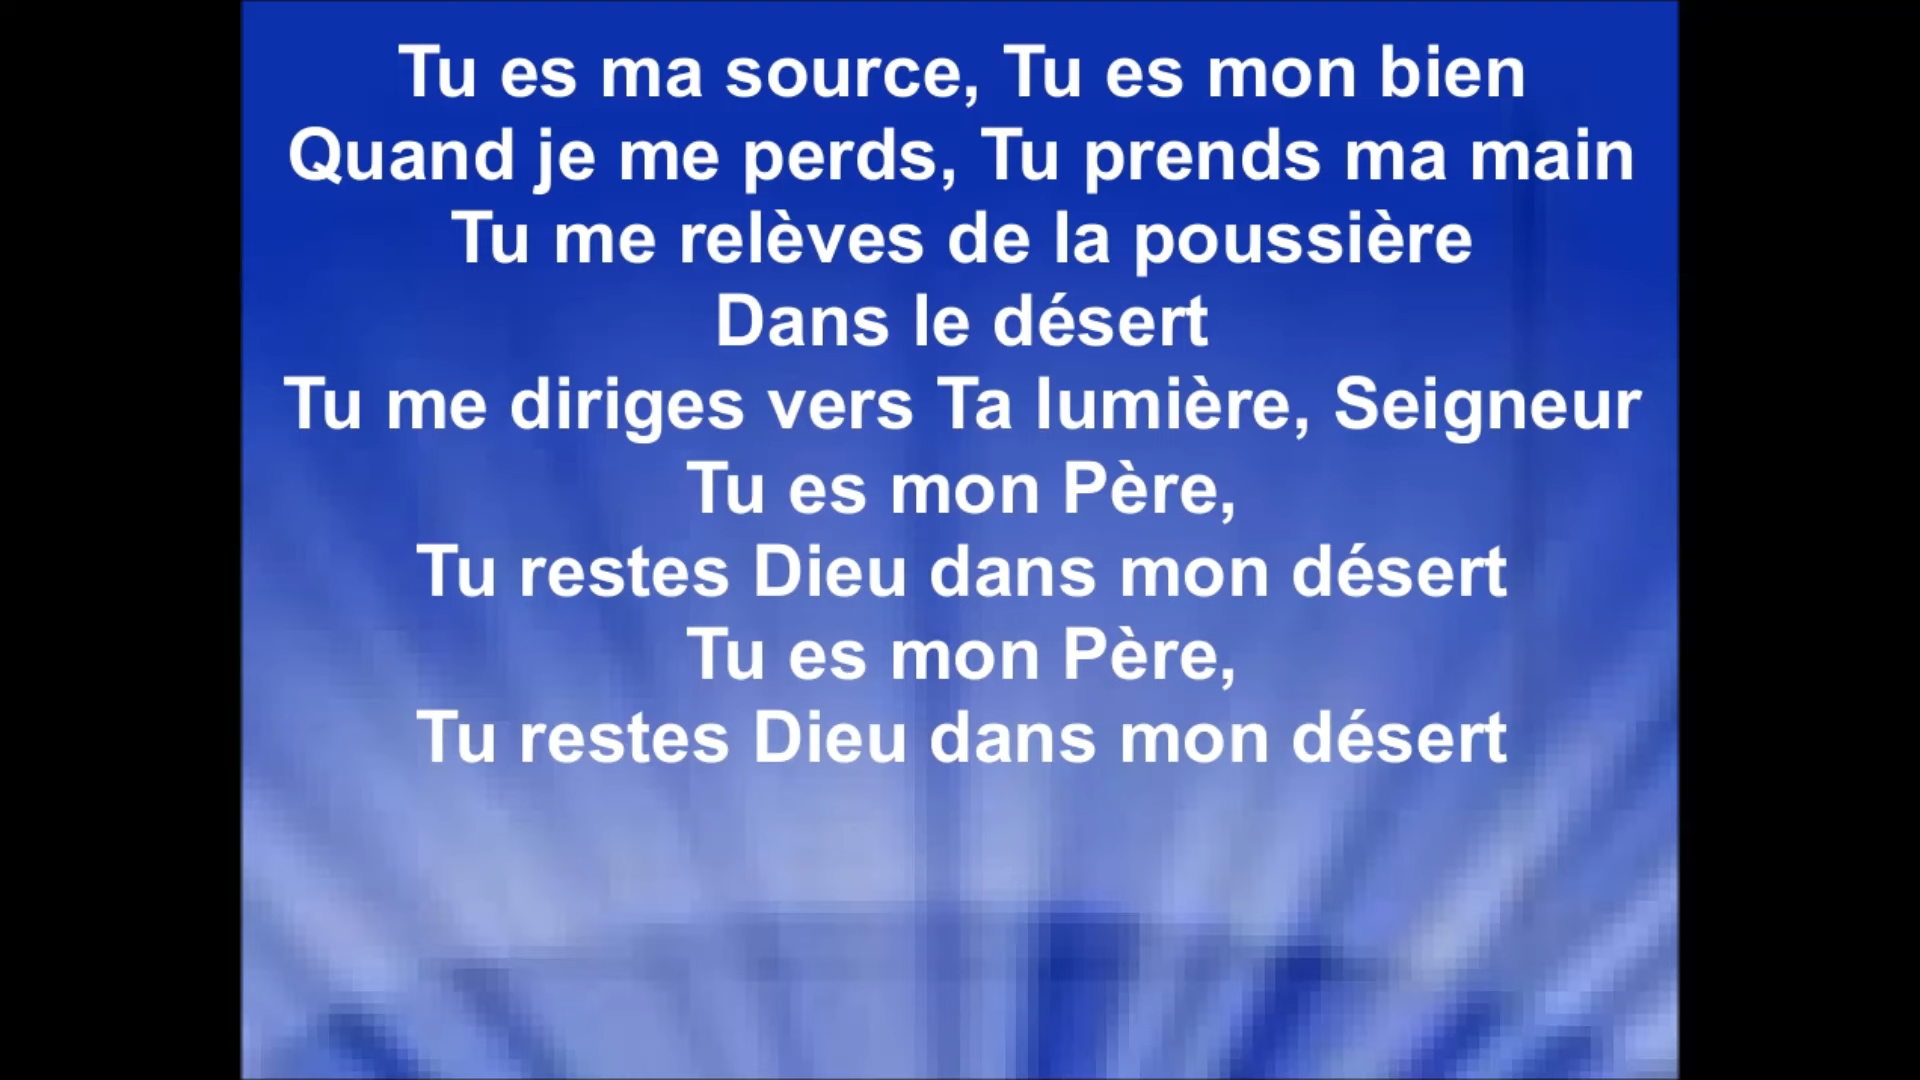 Tu es ma source, Tu es mon bien
Quand je me perds, Tu prends ma main
Tu me relèves de la poussière
Dans le désert
Tu me diriges vers Ta lumière, Seigneur
Tu es mon Père,
Tu restes Dieu dans mon désert
Tu es mon Père,
Tu restes Dieu dans mon désert